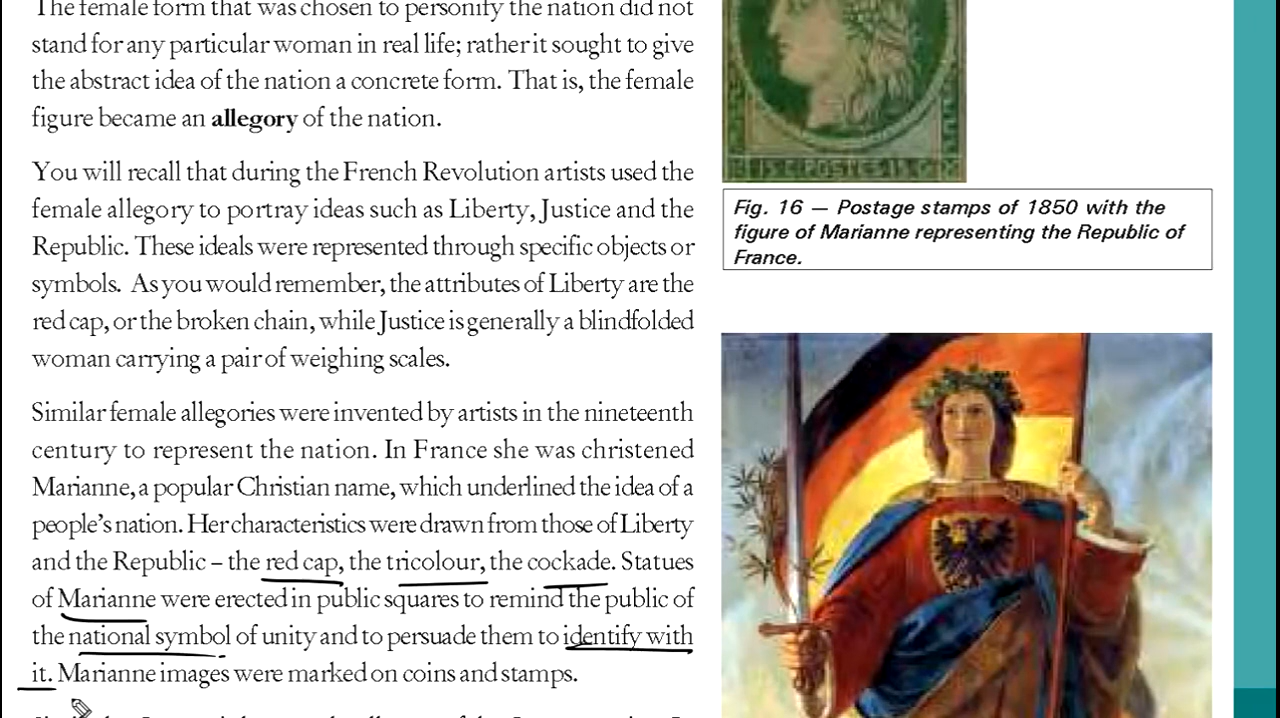 The female form that was chosen to personify the nation did not
stand for any particular woman in real life; rather it sought to give
the abstract idea of the nation a concrete form. That is, the female
figure became an allegory of the nation.
You will recall that during the French Revolution artists used the
female allegory to portray ideas such as Liberty, Justice and the
Republic. These ideals were represented through specific objects or
symbols. As you would remember, the attributes of Liberty are the
red cap, or the broken chain, while Justice is generally a blindfolded
woman carrying a pair of weighing scales.
Similar female allegories were invented by artists in the nineteenth
century to represent the nation. In France she was christened
Marianne, a popular Christian name, which underlined the idea of a
people's nation. Her characteristics were drawn from those of Liberty
and the Republic – the red cap, the tricolour, the cockade. Statues
of Marianne were erected in public squares to remind the public of
the national symbol of unity and to persuade them to identify with
it. Marianne images were marked on coins and stamps.
15 C POSTES 15 C
Fig. 16 — Postage stamps of 1850 with the
figure of Marianne representing the Republic of
France.